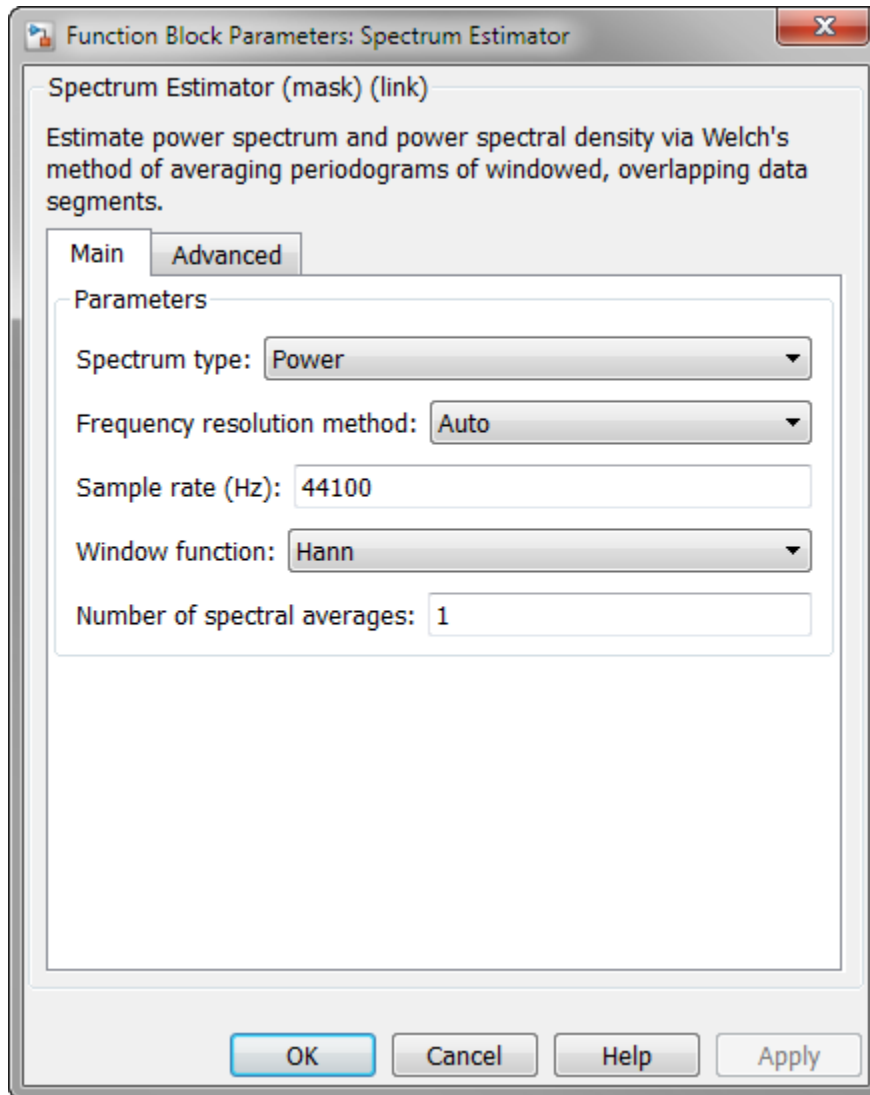 Function Block Parameters: Spectrum Estimator
Spectrum Estimator (mask) (link)
Estimate power spectrum and power spectral density via Welch's
method of averaging periodograms of windowed, overlapping data
segments.
Main Advanced
Parameters
Spectrum type: Power
Frequency resolution method: Auto
Sample rate (Hz): 44100
Window function: Hann
Number of spectral averages: 1
OK Cancel Help Apply